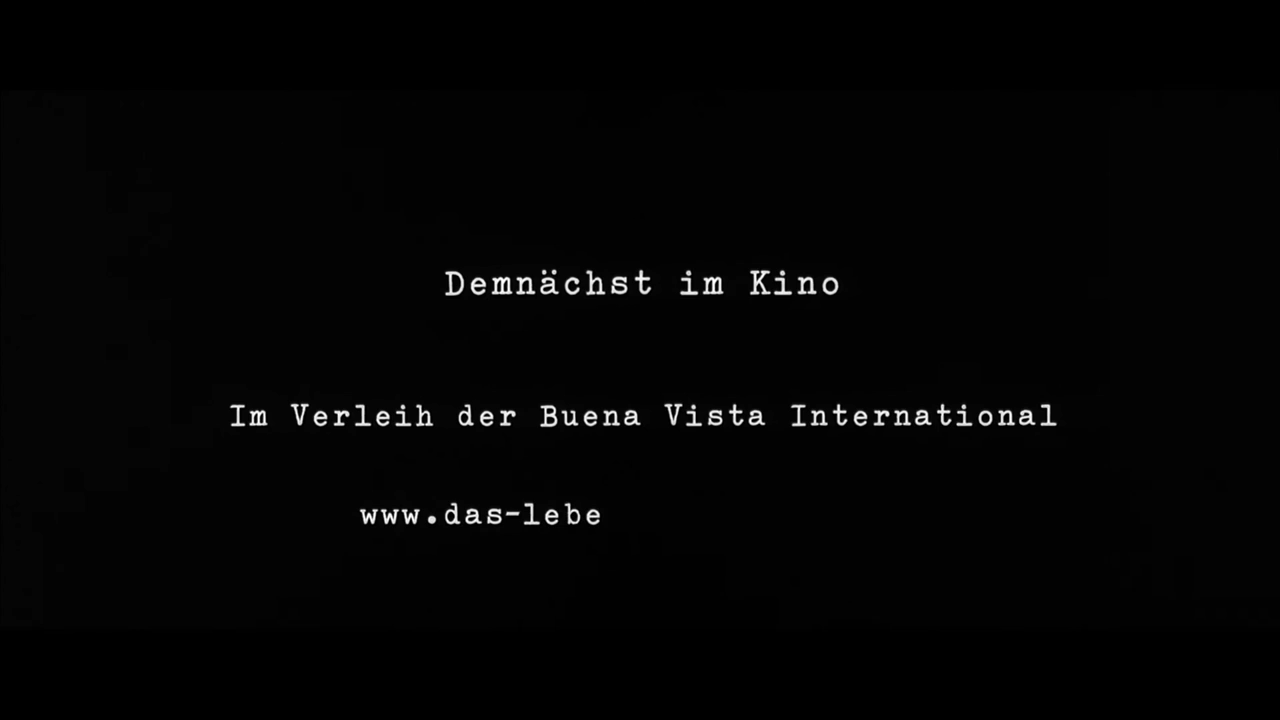 Demnächst im Kino
Im Verleih der Buena Vista International
www.das-lebe